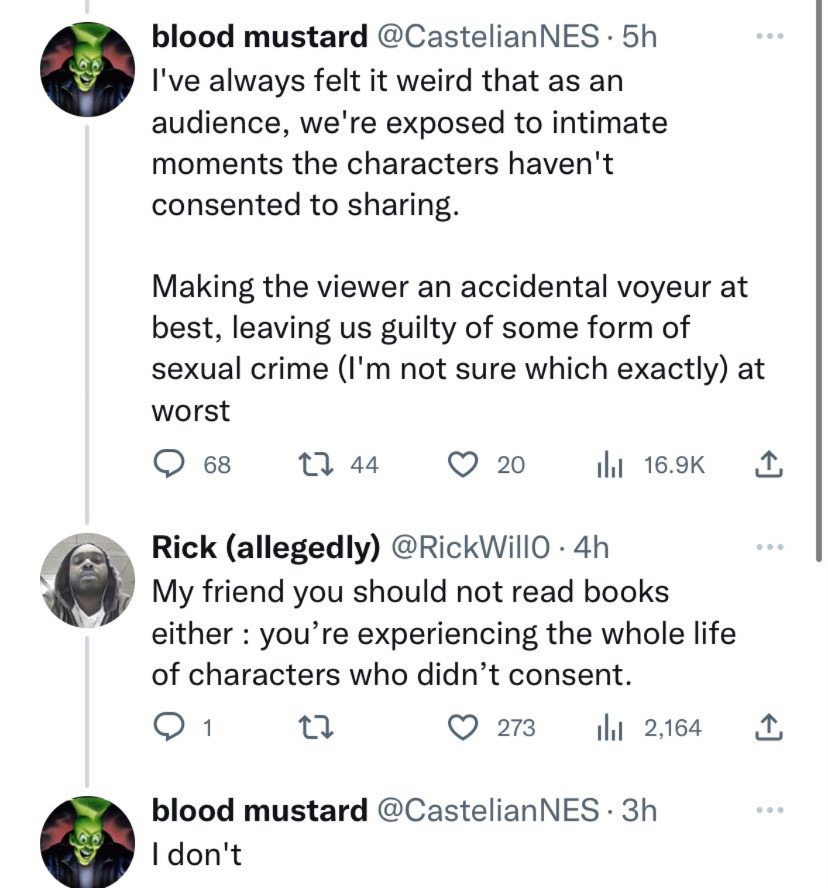 blood mustard @CastelianNES · 5h
I've always felt it weird that as an
audience, we're exposed to intimate
moments the characters haven't
consented to sharing.
Making the viewer an accidental voyeur at
best, leaving us guilty of some form of
sexual crime (I'm not sure which exactly) at
worst
68 44 20 16.9K
Rick (allegedly) @RickWill0 · 4h
My friend you should not read books
either : you’re experiencing the whole life
of characters who didn’t consent.
1 273 2,164
blood mustard @CastelianNES · 3h
I don't